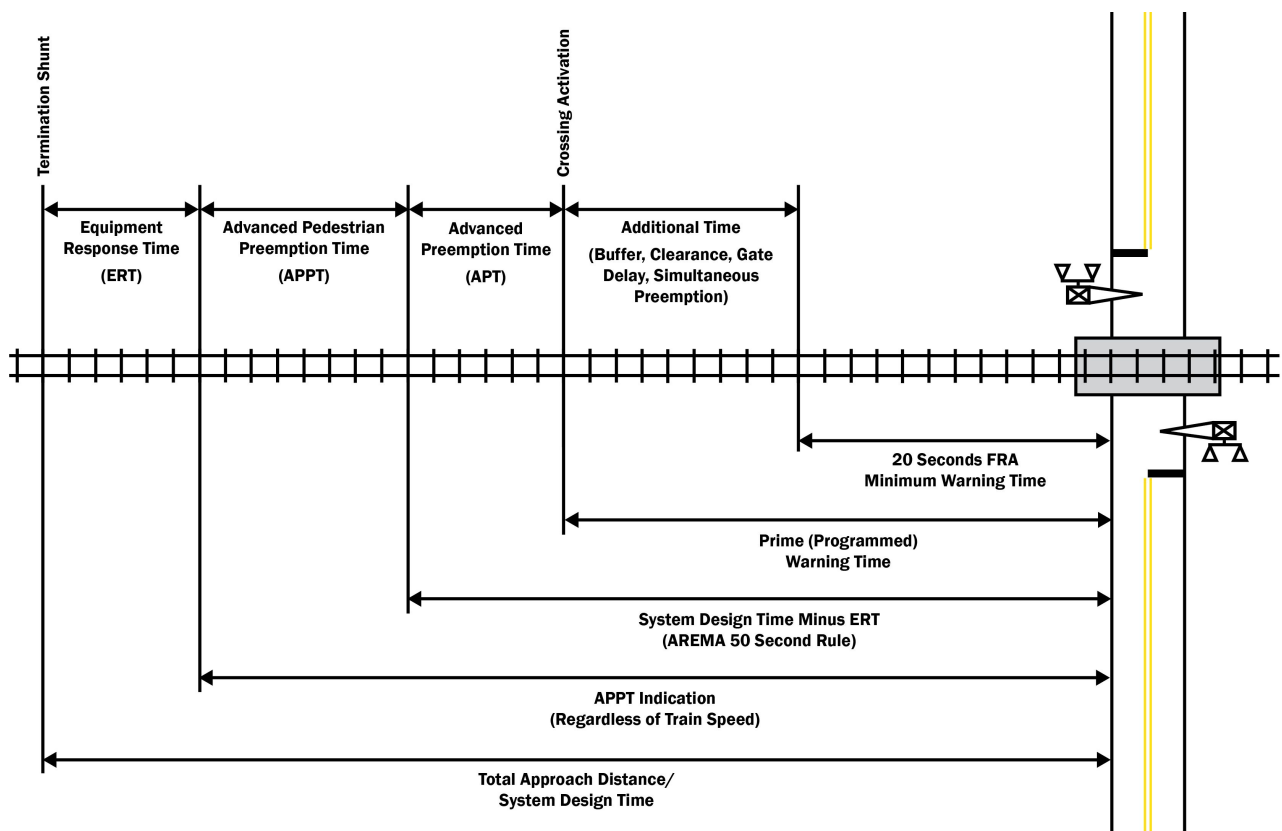 Termination Shunt
Crossing Activation
Equipment
Response Time
(ERT)
Advanced Pedestrian
Preemption Time
(APPT)
Advanced
Preemption Time
(APT)
Additional Time
(Buffer, Clearance, Gate
Delay, Simultaneous
Preemption)
20 Seconds FRA
Minimum Warning Time
Prime (Programmed)
Warning Time
System Design Time Minus ERT
(AREMA 50 Second Rule)
APPT Indication
(Regardless of Train Speed)
Total Approach Distance/
System Design Time